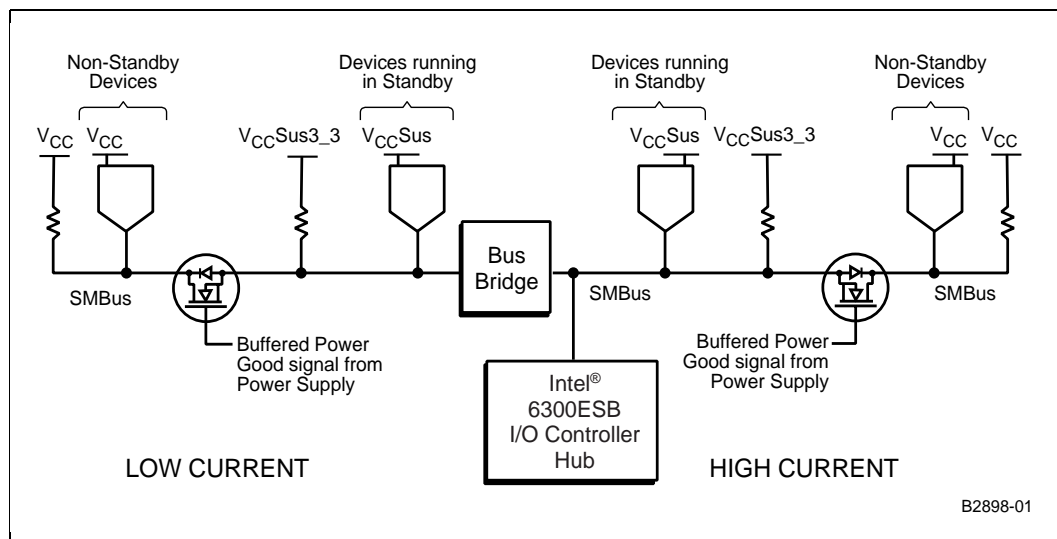 Non-Standby
Devices
Devices running
in Standby
Devices running
in Standby
Non-Standby
Devices
VCC
VCC
VCCSus3_3
VCCSus
VCCSus
VCCSus3_3
VCC
VCC
Bus
Bridge
SMBus
SMBus
SMBus
Buffered Power
Good signal from
Power Supply
Buffered Power
Good signal from
Power Supply
Intel®
6300ESB
I/O Controller
Hub
LOW CURRENT
HIGH CURRENT
B2898-01